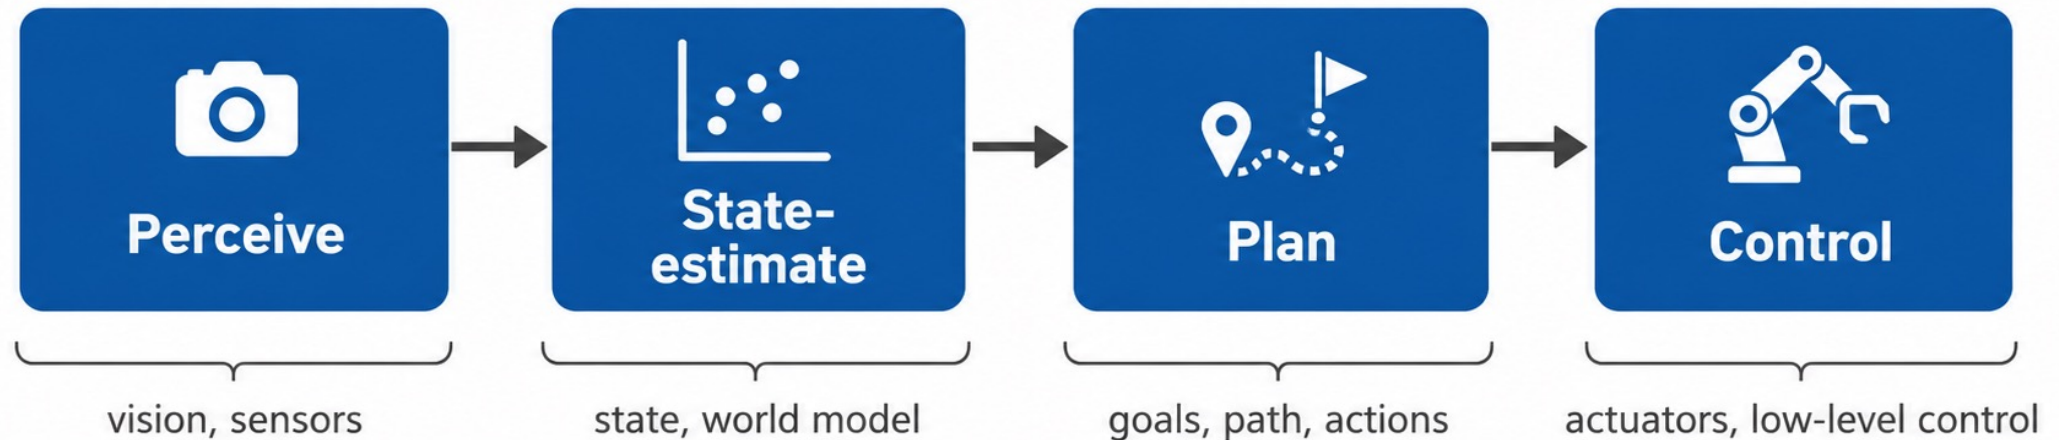 Perceive
State-
estimate
Plan
Control
vision, sensors
state, world model
goals, path, actions
actuators, low-level control